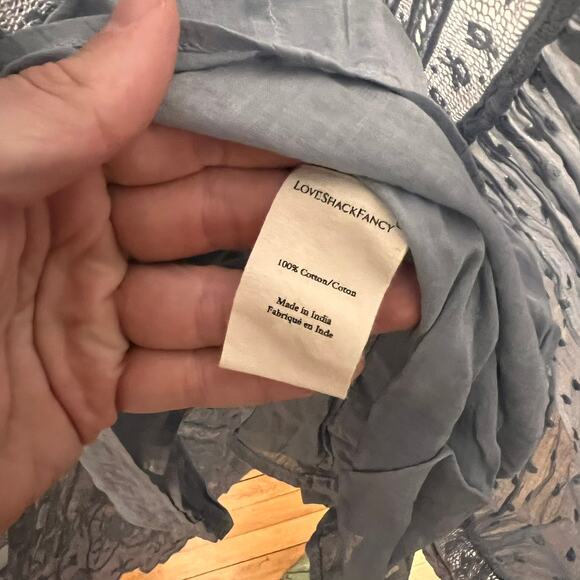 LoveShackFancy
100% Cotton/Coton
Made in India
Fabriqué en Inde